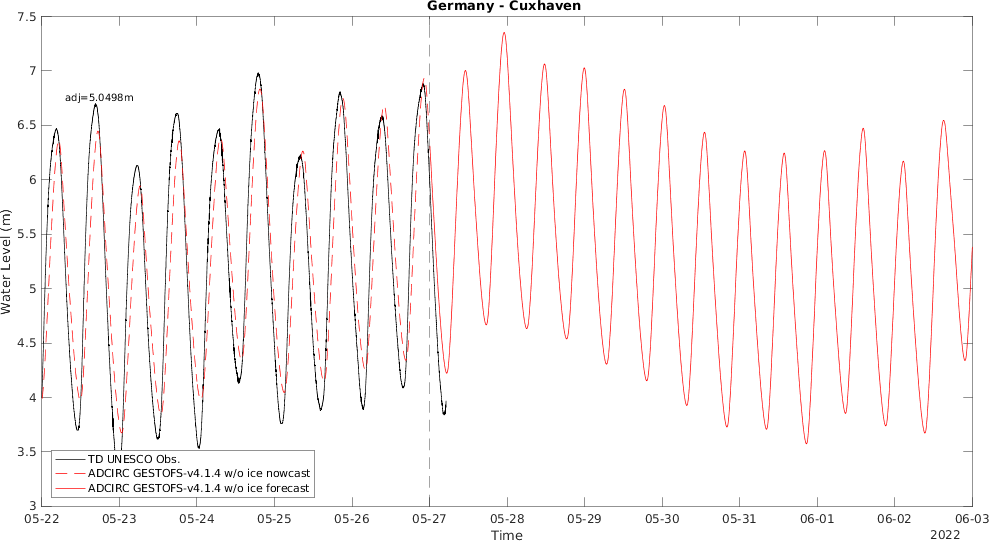 Germany - Cuxhaven
7.5
7
6.5
6
5.5
5
4.5
4
3.5
3
Water Level (m)
adj=5.0498m
TD UNESCO Obs.
ADCIRC GESTOFS-v4.1.4 w/o ice nowcast
ADCIRC GESTOFS-v4.1.4 w/o ice forecast
05-22 05-23 05-24 05-25 05-26 05-27 05-28 05-29 05-30 05-31 06-01 06-02 06-03
Time
2022